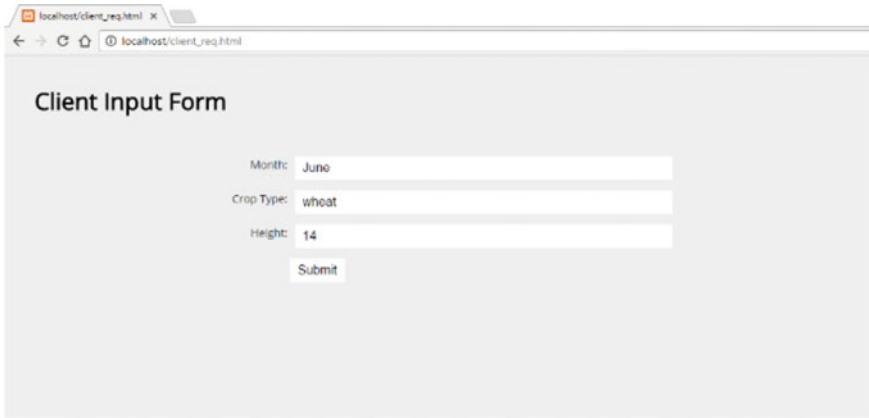 localhost/client_req.html
localhost/client_req.html
Client Input Form
Month: June
Crop Type: wheat
Height: 14
Submit